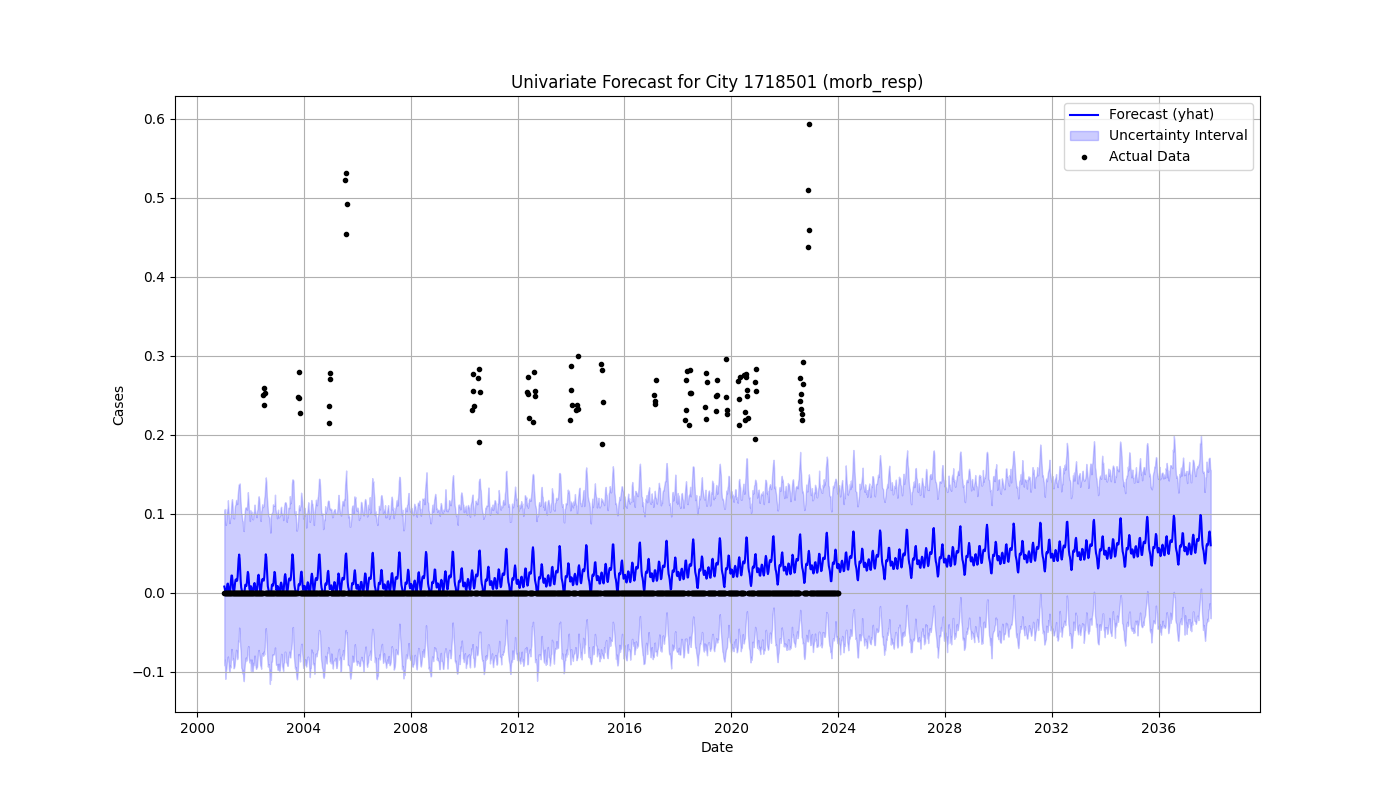 Univariate Forecast for City 1718501 (morb_resp)
Forecast (yhat)
Uncertainty Interval
Actual Data
0.6
0.5
0.4
0.3
0.2
0.1
0.0
−0.1
Cases
2000 2004 2008 2012 2016 2020 2024 2028 2032 2036
Date